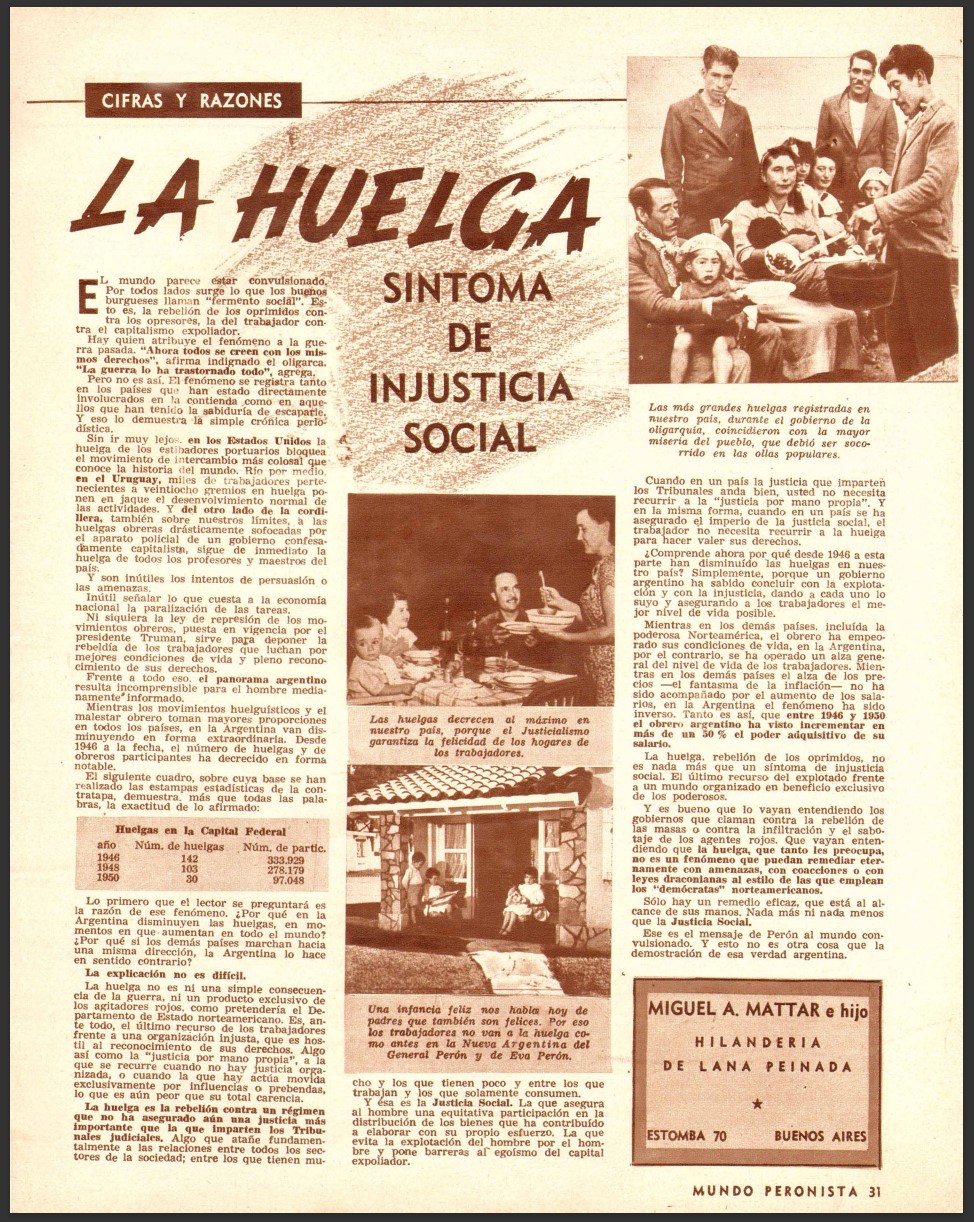 CIFRAS Y RAZONES
LA HUELGA
SINTOMA
DE
INJUSTICIA
SOCIAL
EL mundo parece estar convulsionado.
Por todos lados surge lo que los buenos
burgueses llaman "fermento social". Es-
to es, la rebelión de los oprimidos con-
tra los opresores, la del trabajador con-
tra el capitalismo expoliador.
Hay quien atribuye el fenómeno a la gue-
rra pasada. "Ahora todos se creen con los mis-
mos derechos", afirma indignado el oligarca.
"La guerra lo ha trastornado todo", agrega.
Pero no es así. El fenómeno se registra tanto
en los países que han estado directamente
involucrados en la contienda como en aque-
llos que han tenido la sabiduría de escaparle.
Y eso lo demuestra la simple crónica perio-
dística.
Sin ir muy lejos, en los Estados Unidos la
huelga de los estibadores portuarios bloquea
el movimiento de intercambio más colosal que
conoce la historia del mundo. Río por medio,
en el Uruguay, miles de trabajadores perte-
necientes a veintiocho gremios en huelga po-
nen en jaque el desenvolvimiento normal de
las actividades. Y del otro lado de la cordi-
llera, también sobre nuestros límites, a las
huelgas obreras drásticamente sofocadas por
el aparato policial de un gobierno confesa-
damente capitalista, sigue de inmediato la
huelga de todos los profesores y maestros del
país.
Y son inútiles los intentos de persuasión o
las amenazas.
Inútil señalar lo que cuesta a la economía
nacional la paralización de las tareas.
Ni siquiera la ley de represión de los mo-
vimientos obreros, puesta en vigencia por el
presidente Truman, sirve para deponer la
rebeldía de los trabajadores que luchan por
mejores condiciones de vida y pleno recono-
cimiento de sus derechos.
Frente a todo eso, el panorama argentino
resulta incomprensible para el hombre media-
namente informado.
Mientras los movimientos huelguísticos y el
malestar obrero toman mayores proporciones
en todos los países, en la Argentina van dis-
minuyendo en forma extraordinaria. Desde
1946 a la fecha, el número de huelgas y de
obreros participantes ha decrecido en forma
notable.
El siguiente cuadro, sobre cuya base se han
realizado las estampas estadísticas de la con-
tratapa, demuestra, más que todas las pala-
bras, la exactitud de lo afirmado:
Huelgas en la Capital Federal
año Núm. de huelgas Núm. de partic.
1946 142 333.929
1948 103 278.179
1950 30 97.048
Lo primero que el lector se preguntará es
la razón de ese fenómeno. ¿Por qué en la
Argentina disminuyen las huelgas, en mo-
mentos en que aumentan en todo el mundo?
¿Por qué si los demás países marchan hacia
una misma dirección, la Argentina lo hace
en sentido contrario?
La explicación no es difícil.
La huelga no es ni una simple consecuen-
cia de la guerra, ni un producto exclusivo de
los agitadores rojos, como pretendería el De-
partamento de Estado norteamericano. Es, an-
te todo, el último recurso de los trabajadores
frente a una organización injusta, que es hos-
til al reconocimiento de sus derechos. Algo
así como la "justicia por mano propia", a la
que se recurre cuando no hay justicia orga-
nizada, o cuando la que hay actúa movida
exclusivamente por influencias o prebendas,
lo que es aún peor que su total carencia.
La huelga es la rebelión contra un régimen
que no ha asegurado aún una justicia más
importante que la que imparten los Tribu-
nales judiciales. Algo que atañe fundamen-
talmente a las relaciones entre todos los sec-
tores de la sociedad; entre los que tienen mu-
Las huelgas decrecen al máximo en
nuestro país, porque el Justicialismo
garantiza la felicidad de los hogares de
los trabajadores.
Una infancia feliz nos habla hoy de
padres que también son felices. Por eso
los trabajadores no van a la huelga co-
mo antes en la Nueva Argentina del
General Perón y de Eva Perón.
cho y los que tienen poco y entre los que
trabajan y los que solamente consumen.
Y ésa es la Justicia Social. La que asegura
al hombre una equitativa participación en la
distribución de los bienes que ha contribuído
a elaborar con su propio esfuerzo. La que
evita la explotación del hombre por el hom-
bre y pone barreras al egoísmo del capital
expoliador.
Las más grandes huelgas registradas en
nuestro país, durante el gobierno de la
oligarquía, coincidieron con la mayor
miseria del pueblo, que debió ser soco-
rrido en las ollas populares.
Cuando en un país la justicia que imparten
los Tribunales anda bien, usted no necesita
recurrir a la "justicia por mano propia". Y
en la misma forma, cuando en un país se ha
asegurado el imperio de la justicia social, el
trabajador no necesita recurrir a la huelga
para hacer valer sus derechos.
¿Comprende ahora por qué desde 1946 a esta
parte han disminuído las huelgas en nues-
tro país? Simplemente, porque un gobierno
argentino ha sabido concluir con la explota-
ción y con la injusticia, dando a cada uno lo
suyo y asegurando a los trabajadores el me-
jor nivel de vida posible.
Mientras en los demás países, incluída la
poderosa Norteamérica, el obrero ha empeo-
rado sus condiciones de vida, en la Argentina,
por el contrario, se ha operado un alza gene-
ral del nivel de vida de los trabajadores. Mien-
tras en los demás países el alza de los pre-
cios —el fantasma de la inflación— no ha
sido acompañado por el aumento de los sala-
rios, en la Argentina el fenómeno ha sido
inverso. Tanto es así, que entre 1946 y 1950
el obrero argentino ha visto incrementar en
más de un 50 % el poder adquisitivo de su
salario.
La huelga, rebelión de los oprimidos, no
es nada más que un síntoma de injusticia
social. El último recurso del explotado frente
a un mundo organizado en beneficio exclusivo
de los poderosos.
Y es bueno que lo vayan entendiendo los
gobiernos que claman contra la rebelión de
las masas o contra la infiltración y el sabo-
taje de los agentes rojos. Que vayan enten-
diendo que la huelga, que tanto les preocupa,
no es un fenómeno que puedan remediar eter-
namente con amenazas, con coacciones o con
leyes draconianas al estilo de las que emplean
los "demócratas" norteamericanos.
Sólo hay un remedio eficaz, que está al al-
cance de sus manos. Nada más ni nada menos
que la Justicia Social.
Ese es el mensaje de Perón al mundo con-
vulsionado. Y esto no es otra cosa que la
demostración de esa verdad argentina.
MIGUEL A. MATTAR e hijo
HILANDERIA
DE LANA PEINADA
★
ESTOMBA 70 BUENOS AIRES
MUNDO PERONISTA 31